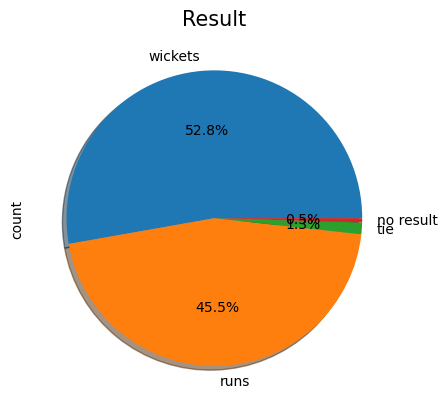 Result
wickets
52.8%
count
0.5%
no result
1.3%
tie
45.5%
runs